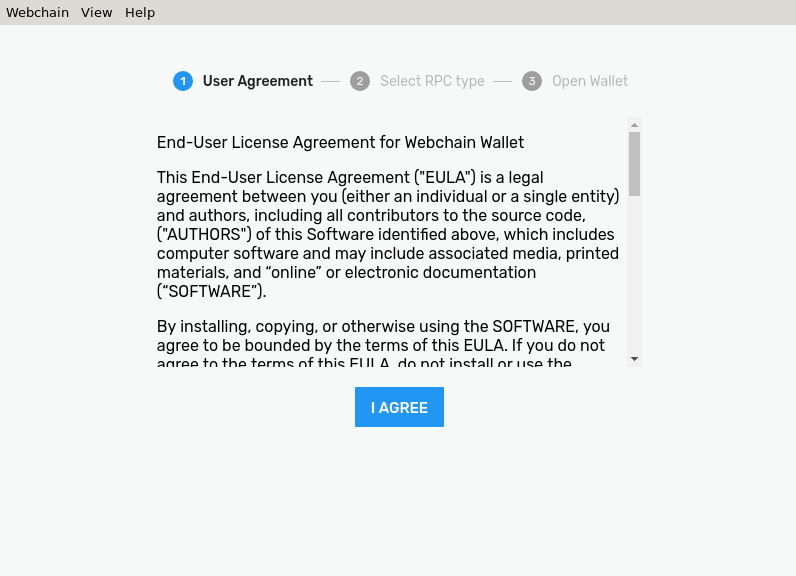 Webchain View Help
1 User Agreement 2 Select RPC type 3 Open Wallet
End-User License Agreement for Webchain Wallet
This End-User License Agreement ("EULA") is a legal
agreement between you (either an individual or a single entity)
and authors, including all contributors to the source code,
("AUTHORS") of this Software identified above, which includes
computer software and may include associated media, printed
materials, and “online” or electronic documentation
(“SOFTWARE”).
By installing, copying, or otherwise using the SOFTWARE, you
agree to be bounded by the terms of this EULA. If you do not
agree to the terms of this EULA, do not install or use the
I AGREE